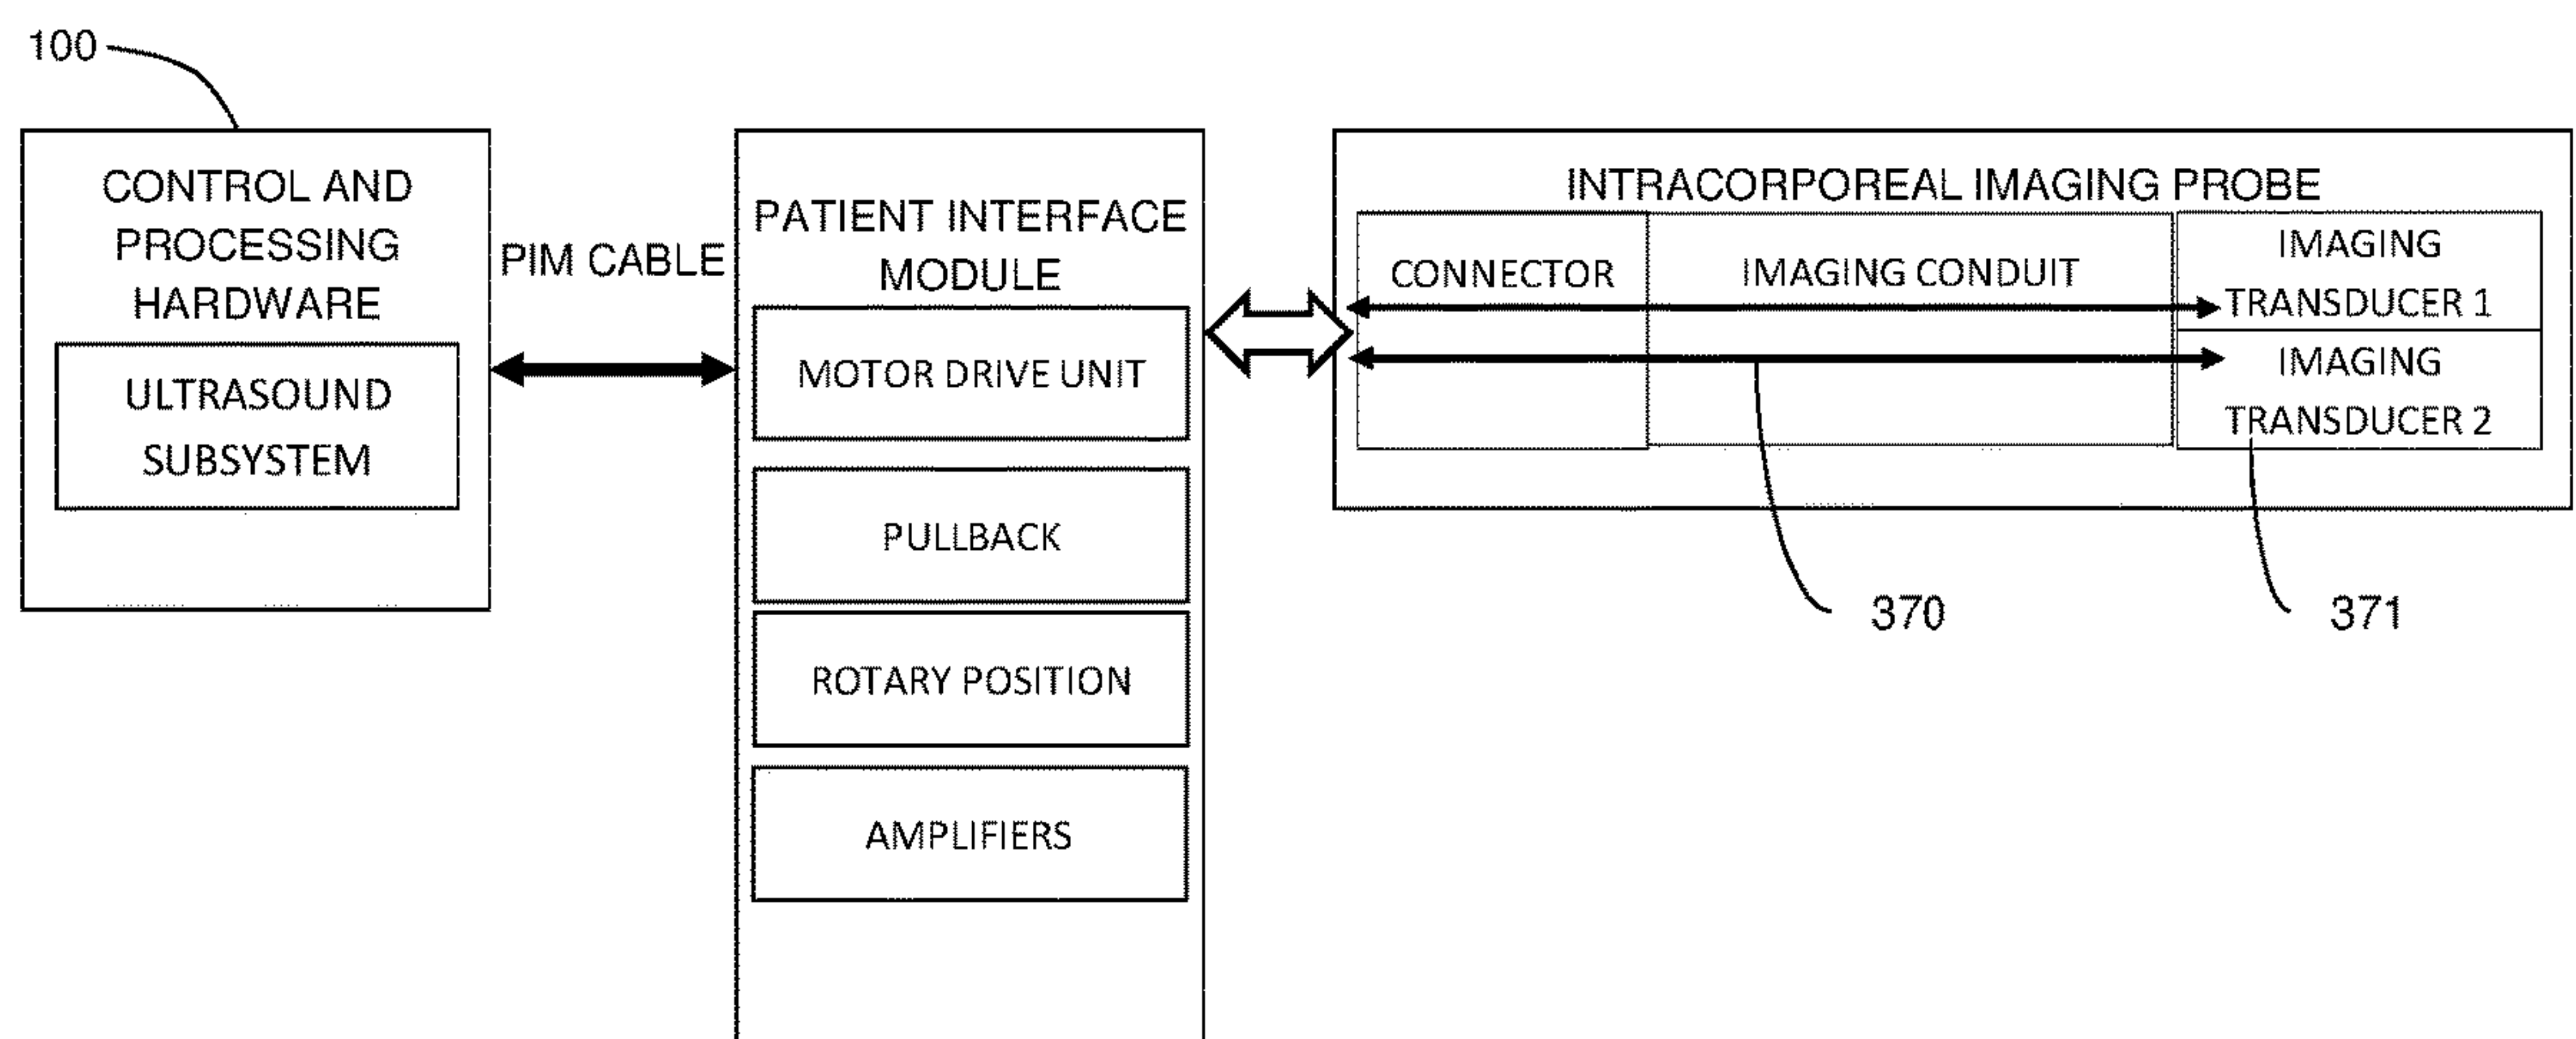 100
CONTROL AND
PROCESSING
HARDWARE
ULTRASOUND
SUBSYSTEM
PIM CABLE
PATIENT INTERFACE
MODULE
MOTOR DRIVE UNIT
PULLBACK
ROTARY POSITION
AMPLIFIERS
INTRACORPOREAL IMAGING PROBE
CONNECTOR
IMAGING CONDUIT
IMAGING
TRANSDUCER 1
IMAGING
TRANSDUCER 2
370
371